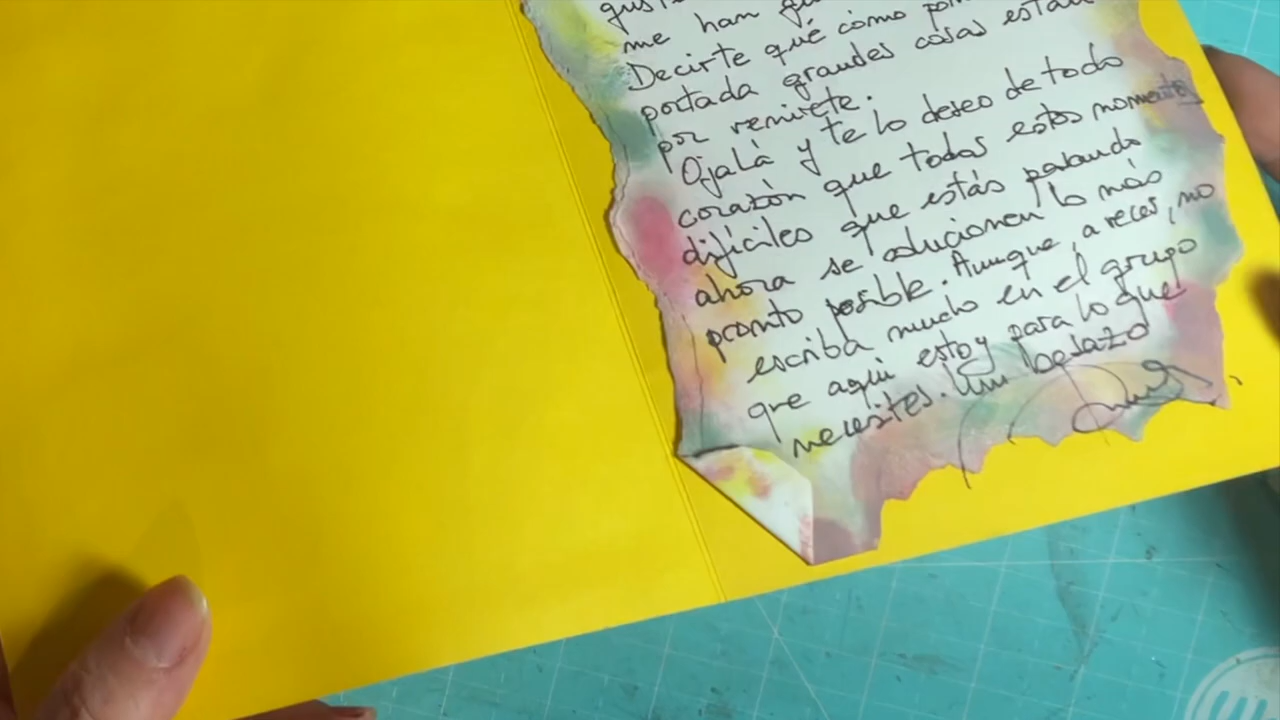 me han
Decirte qué como
portada grandes cosas están
por venirte.
Ojalá y te lo deseo de todo
corazón que todos estos momentos
difíciles que estás pasando
ahora se solucionen lo más
pronto posible. Aunque, a veces, no
escriba mucho en el grupo
que aquí estoy para lo que
necesites. Un besazo